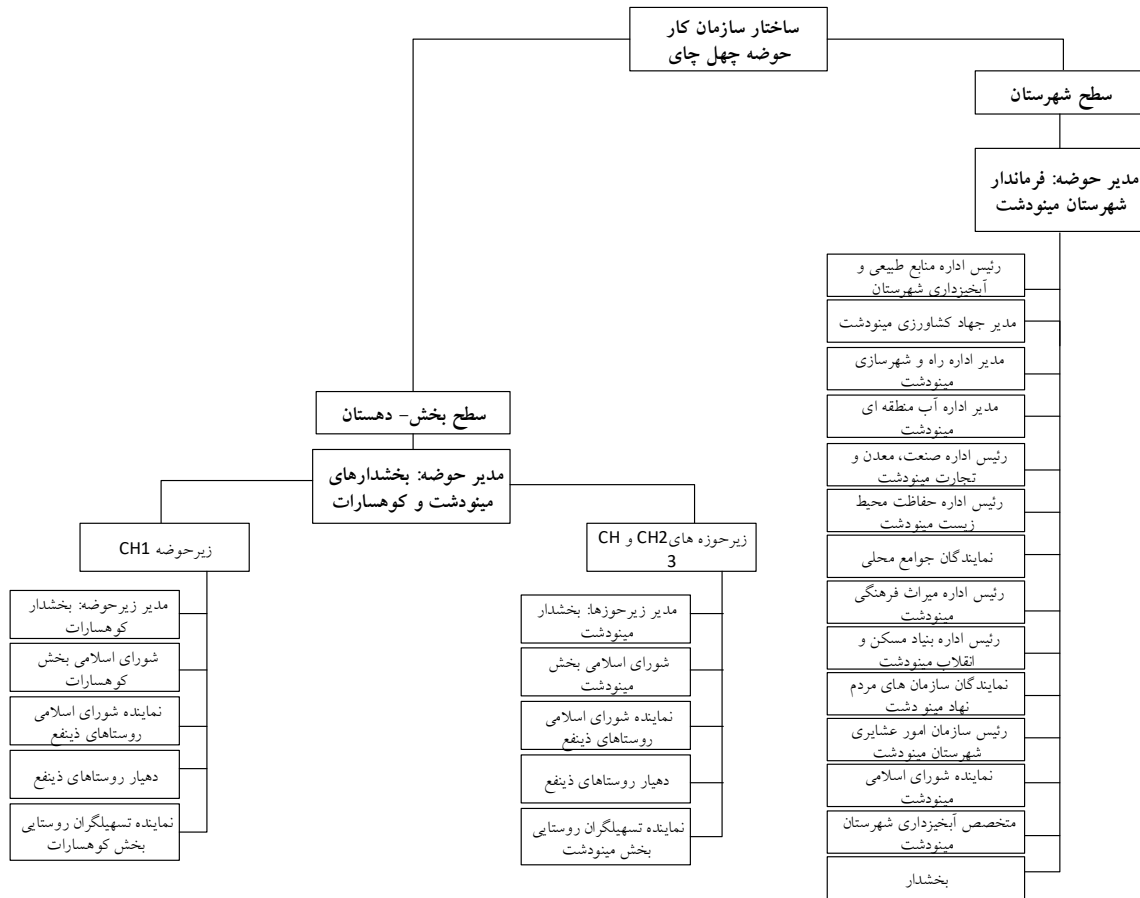 ساختار سازمان کار
حوضه چهل چای
سطح شهرستان
مدیر حوضه: فرماندار
شهرستان مینودشت
رئیس اداره منابع طبیعی و
آبخیزداری شهرستان
مدیر جهاد کشاورزی مینودشت
مدیر اداره راه و شهرسازی
مینودشت
مدیر اداره آب منطقه ای
مینودشت
رئیس اداره صنعت، معدن و
تجارت مینودشت
رئیس اداره حفاظت محیط
زیست مینودشت
نمایندگان جوامع محلی
رئیس اداره میراث فرهنگی
مینودشت
رئیس اداره بنیاد مسکن و
انقلاب مینودشت
نمایندگان سازمان های مردم
نهاد مینو دشت
رئیس سازمان امور عشایری
شهرستان مینودشت
نماینده شورای اسلامی
مینودشت
متخصص آبخیزداری شهرستان
مینودشت
بخشدار
سطح بخش- دهستان
مدیر حوضه: بخشدارهای
مینودشت و کوهسارات
زیرحوزه های CH2 و CH
3
مدیر زیرحوزها: بخشدار
مینودشت
شورای اسلامی بخش
مینودشت
نماینده شورای اسلامی
روستاهای ذینفع
دهیار روستاهای ذینفع
نماینده تسهیلگران روستایی
بخش مینودشت
زیرحوضه CH1
مدیر زیرحوضه: بخشدار
کوهسارات
شورای اسلامی بخش
کوهسارات
نماینده شورای اسلامی
روستاهای ذینفع
دهیار روستاهای ذینفع
نماینده تسهیلگران روستایی
بخش کوهسارات